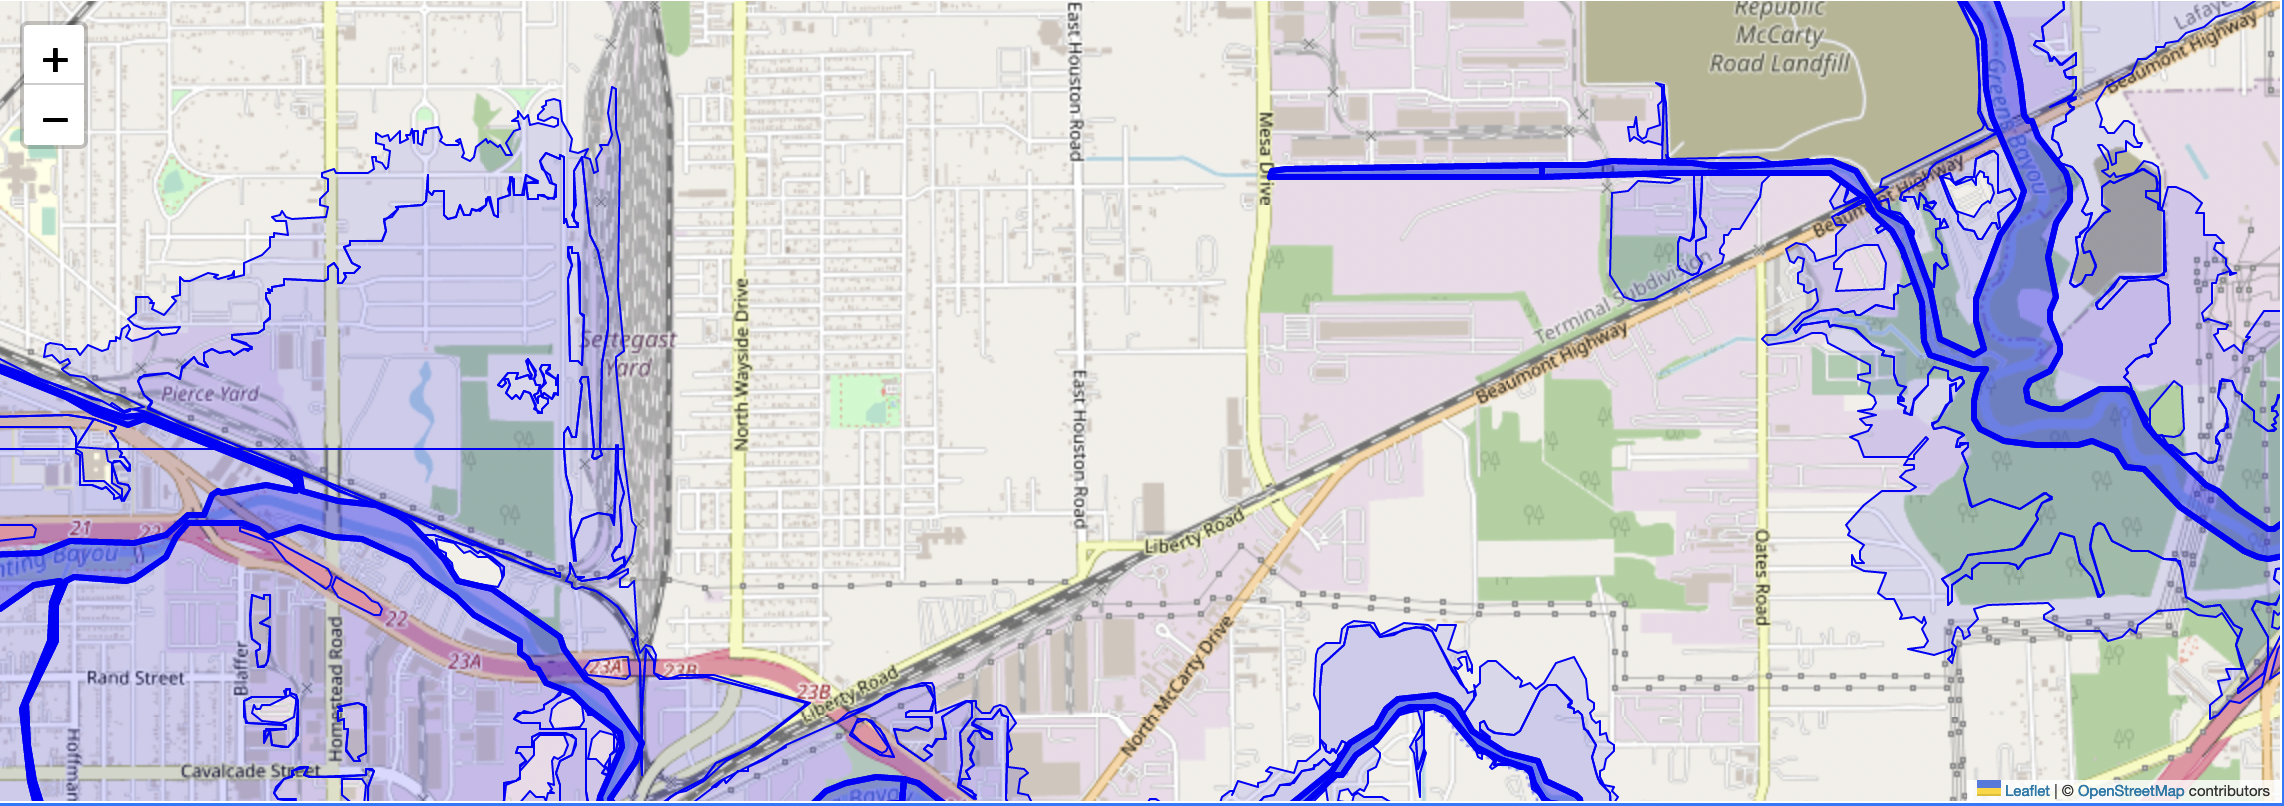 +
−
East Houston Road
Republic
McCarty
Road Landfill
Lafaye
Beaumont Highway
Greens Bayou
Mesa Drive
Beaumont Highway
North Wayside Drive
Settegast
Yard
Terminal Subdivision
Beaumont Highway
Pierce Yard
East Houston Road
Liberty Road
Oates Road
21
22
nting Bayou
22
23A
23A
23B
23B
Rand Street
Blaffer
Homestead Road
Liberty Road
North McCarty Drive
Hoffman
Cavalcade Street
Bayou
Leaflet | © OpenStreetMap contributors